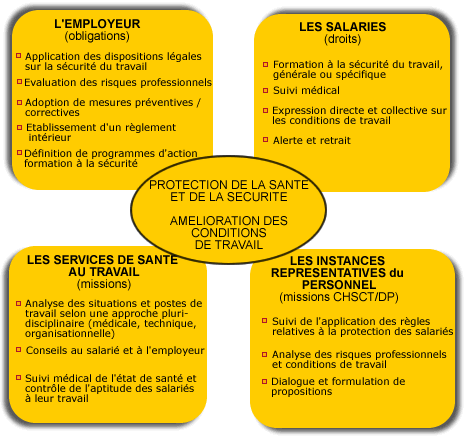 L'EMPLOYEUR
(obligations)
Application des dispositions légales
sur la sécurité du travail
Evaluation des risques professionnels
Adoption de mesures préventives /
correctives
Etablissement d'un règlement
intérieur
Définition de programmes d'action
formation à la sécurité
LES SALARIES
(droits)
Formation à la sécurité du travail,
générale ou spécifique
Suivi médical
Expression directe et collective sur
les conditions de travail
Alerte et retrait
PROTECTION DE LA SANTE
ET DE LA SECURITE
AMELIORATION DES
CONDITIONS
DE TRAVAIL
LES SERVICES DE SANTE
AU TRAVAIL
(missions)
Analyse des situations et postes de
travail selon une approche pluri-
disciplinaire (médicale, technique,
organisationnelle)
Conseils au salarié et à l'employeur
Suivi médical de l'état de santé et
contrôle de l'aptitude des salariés
à leur travail
LES INSTANCES
REPRESENTATIVES du
PERSONNEL
(missions CHSCT/DP)
Suivi de l'application des règles
relatives à la protection des salariés
Analyse des risques professionnels
et conditions de travail
Dialogue et formulation de
propositions